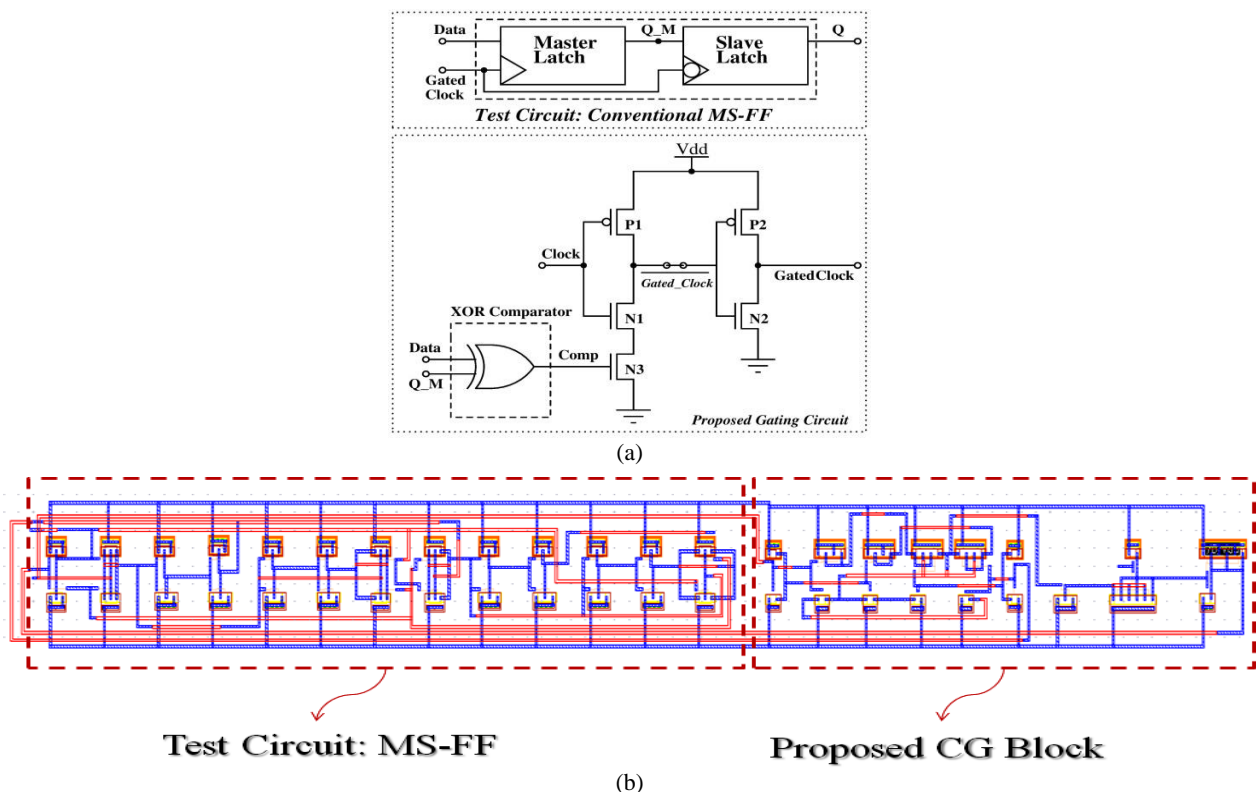 Data
Q_M
Q
Master
Latch
Slave
Latch
Gated
Clock
Test Circuit: Conventional MS-FF
Vdd
P1
P2
Clock
Gated_Clock
GatedClock
N1
N2
XOR Comparator
Data
Comp
Q_M
N3
Proposed Gating Circuit
(a)
Test Circuit: MS-FF
Proposed CG Block
(b)